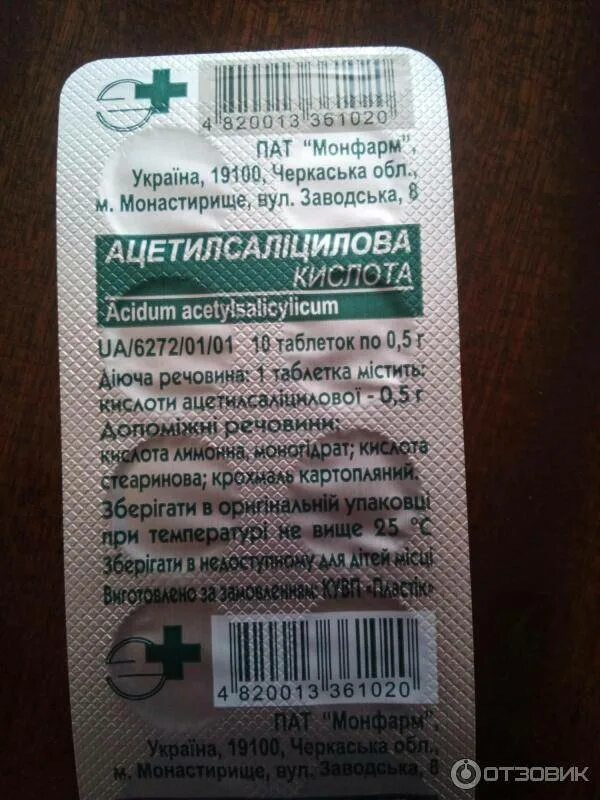 4 820013 361020
ПАТ "Монфарм",
Україна, 19100, Черкаська обл.,
м. Монастирище, вул. Заводська, 8
АЦЕТИЛСАЛІЦИЛОВА
КИСЛОТА
Acidum acetylsalicylicum
UA/6272/01/01 10 таблеток по 0,5 г
Діюча речовина: 1 таблетка містить:
кислоти ацетилсаліцилової - 0,5 г
Допоміжні речовини:
кислота лимонна, моногідрат; кислота
стеаринова; крохмаль картопляний.
Зберігати в оригінальній упаковці
при температурі не вище 25 °С
Зберігати в недоступному для дітей місці
Виготовлено за замовленням: КУВП «Пластік»
4 820013 361020
ПАТ "Монфарм",
Україна, 19100, Черкаська обл.,
м. Монастирище, вул. Заводська, 8
ОТЗОВИК